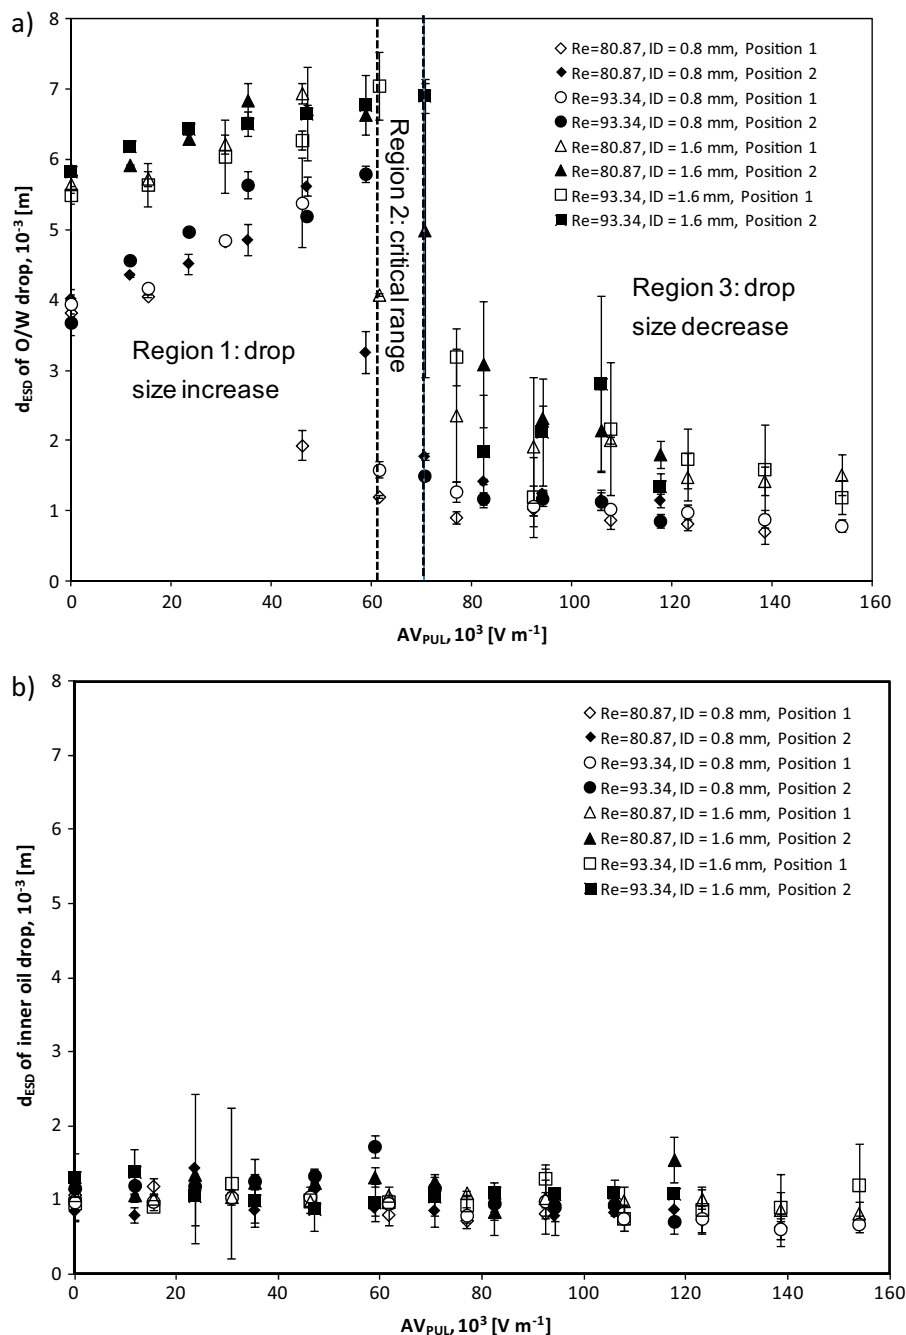 a)
8
7
6
5
4
3
2
1
0
d_ESD of O/W drop, 10⁻³ [m]
Re=80.87, ID = 0.8 mm, Position 1
Re=80.87, ID = 0.8 mm, Position 2
Re=93.34, ID = 0.8 mm, Position 1
Re=93.34, ID = 0.8 mm, Position 2
Re=80.87, ID = 1.6 mm, Position 1
Re=80.87, ID = 1.6 mm, Position 2
Re=93.34, ID =1.6 mm, Position 1
Re=93.34, ID = 1.6 mm, Position 2
Region 1: drop
size increase
Region 2: critical
range
Region 3: drop
size decrease
0 20 40 60 80 100 120 140 160
AV_PUL, 10³ [V m⁻¹]
b)
8
7
6
5
4
3
2
1
0
d_ESD of inner oil drop, 10⁻³ [m]
Re=80.87, ID = 0.8 mm, Position 1
Re=80.87, ID = 0.8 mm, Position 2
Re=93.34, ID = 0.8 mm, Position 1
Re=93.34, ID = 0.8 mm, Position 2
Re=80.87, ID = 1.6 mm, Position 1
Re=80.87, ID = 1.6 mm, Position 2
Re=93.34, ID =1.6 mm, Position 1
Re=93.34, ID = 1.6 mm, Position 2
0 20 40 60 80 100 120 140 160
AV_PUL, 10³ [V m⁻¹]